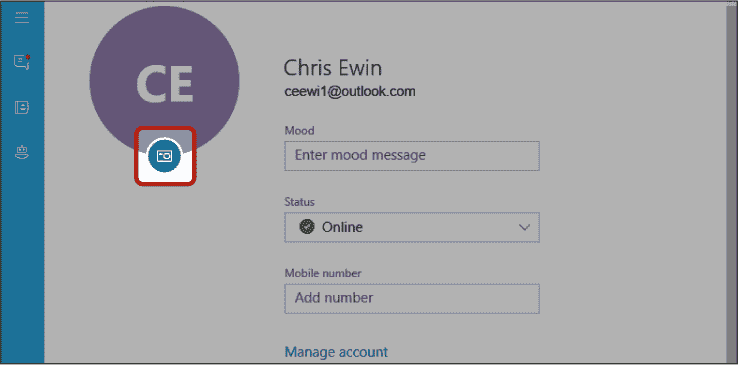 CE
Chris Ewin
ceewi1@outlook.com
Mood
Enter mood message
Status
Online
Mobile number
Add number
Manage account